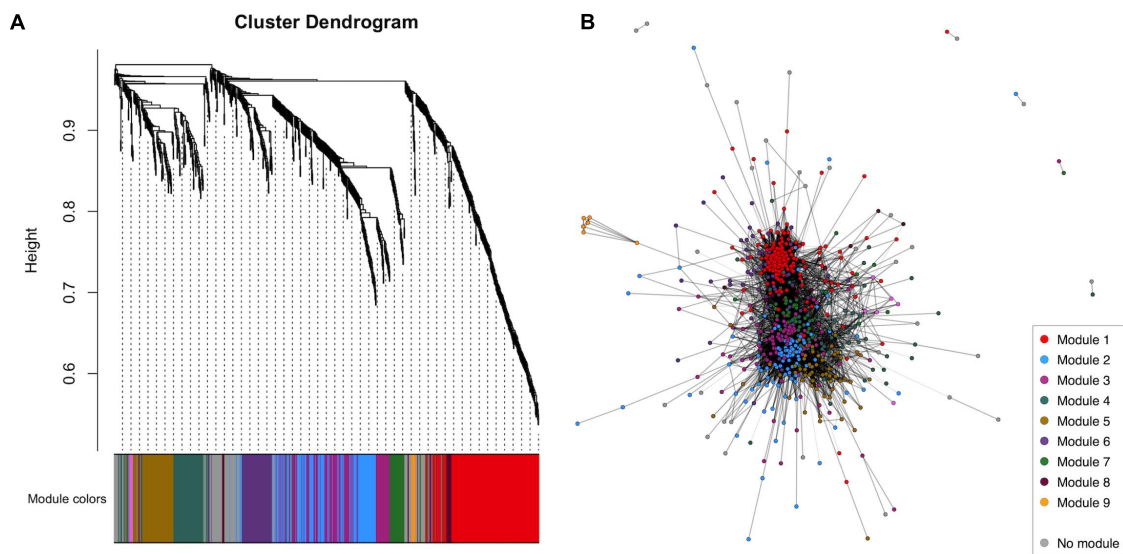 A
Cluster Dendrogram
Height
0.9
0.8
0.7
0.6
Module colors
B
Module 1
Module 2
Module 3
Module 4
Module 5
Module 6
Module 7
Module 8
Module 9
No module